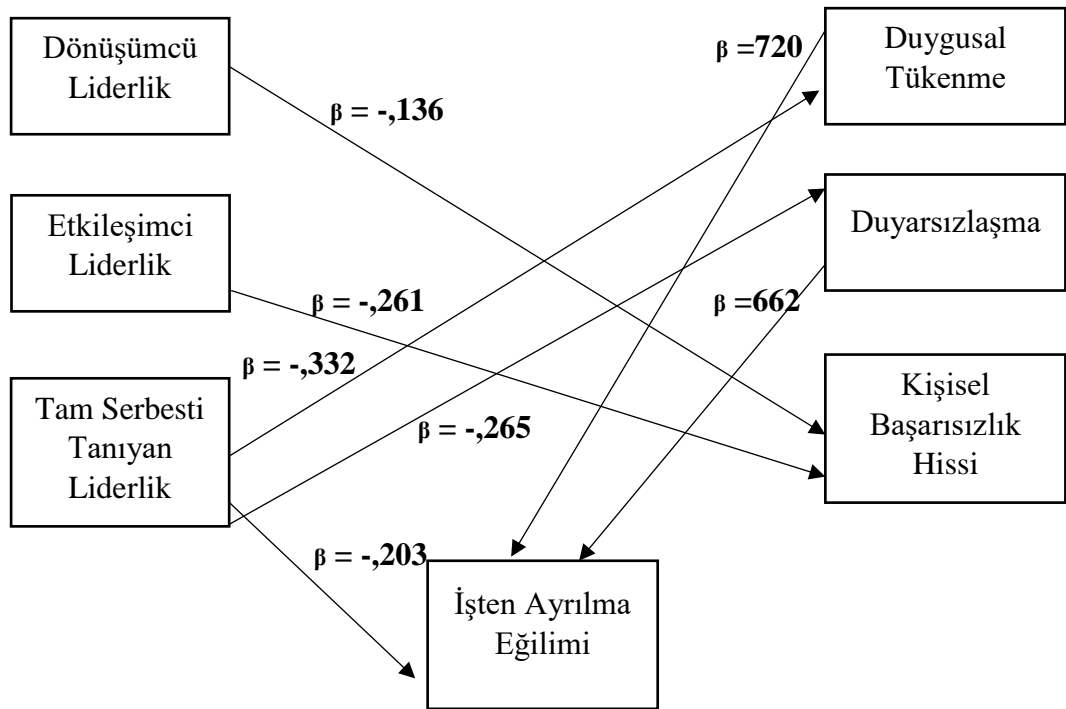 Dönüşümcü
Liderlik
β =720
Duygusal
Tükenme
β = -,136
Etkileşimci
Liderlik
Duyarsızlaşma
β = -,261
β =662
β = -,332
Tam Serbesti
Tanıyan
Liderlik
β = -,265
Kişisel
Başarısızlık
Hissi
β = -,203
İşten Ayrılma
Eğilimi